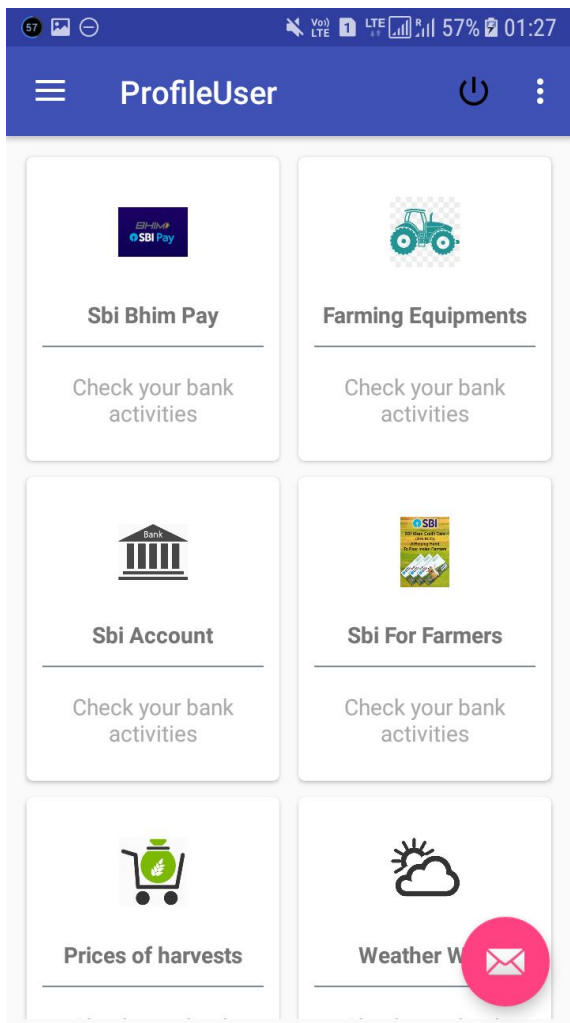 57
Vo))
LTE
1
LTE
R
57%
01:27
ProfileUser
BHIM
SBI Pay
Sbi Bhim Pay
Farming Equipments
Check your bank
activities
Check your bank
activities
Bank
SBI
Sbi Account
Sbi For Farmers
Check your bank
activities
Check your bank
activities
Prices of harvests
Weather W